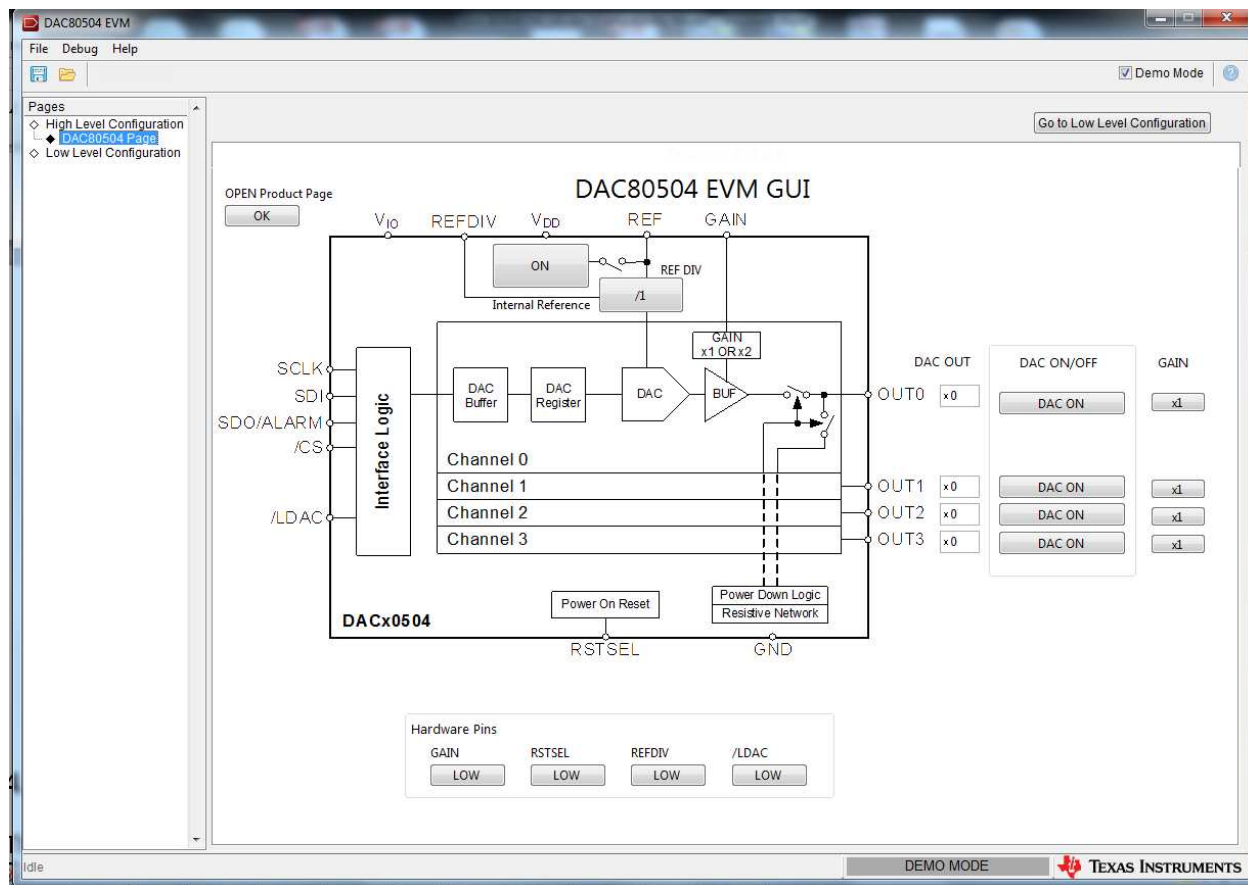 DAC80504 EVM
File Debug Help
Demo Mode
Pages
High Level Configuration
DAC80504 Page
Low Level Configuration
Go to Low Level Configuration
OPEN Product Page
OK
DAC80504 EVM GUI
VIO REFDIV VDD REF GAIN
ON
REF DIV
Internal Reference
/1
GAIN
x1 OR x2
SCLK
SDI
SDO/ALARM
/CS
/LDAC
Interface Logic
DAC
Buffer
DAC
Register
DAC
BUF
Channel 0
Channel 1
Channel 2
Channel 3
DAC OUT DAC ON/OFF GAIN
OUT0 x 0 DAC ON x1
OUT1 x 0 DAC ON x1
OUT2 x 0 DAC ON x1
OUT3 x 0 DAC ON x1
Power On Reset
Power Down Logic
Resistive Network
DACx0504
RSTSEL GND
Hardware Pins
GAIN RSTSEL REFDIV /LDAC
LOW LOW LOW LOW
Idle
DEMO MODE
TEXAS INSTRUMENTS